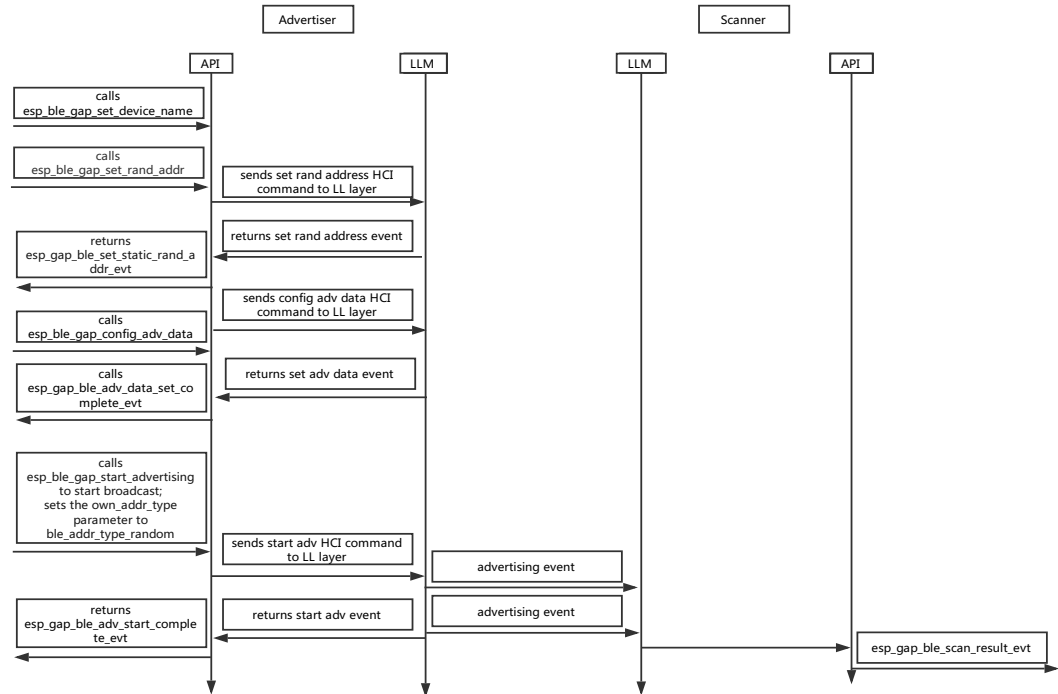 Advertiser
Scanner
API
LLM
LLM
API
calls
esp_ble_gap_set_device_name
calls
esp_ble_gap_set_rand_addr
sends set rand address HCI
command to LL layer
returns set rand address event
returns
esp_gap_ble_set_static_rand_a
ddr_evt
sends config adv data HCI
command to LL layer
calls
esp_ble_gap_config_adv_data
returns set adv data event
calls
esp_gap_ble_adv_data_set_co
mplete_evt
calls
esp_ble_gap_start_advertising
to start broadcast;
sets the own_addr_type
parameter to
ble_addr_type_random
sends start adv HCI command
to LL layer
advertising event
returns
esp_gap_ble_adv_start_comple
te_evt
returns start adv event
advertising event
esp_gap_ble_scan_result_evt